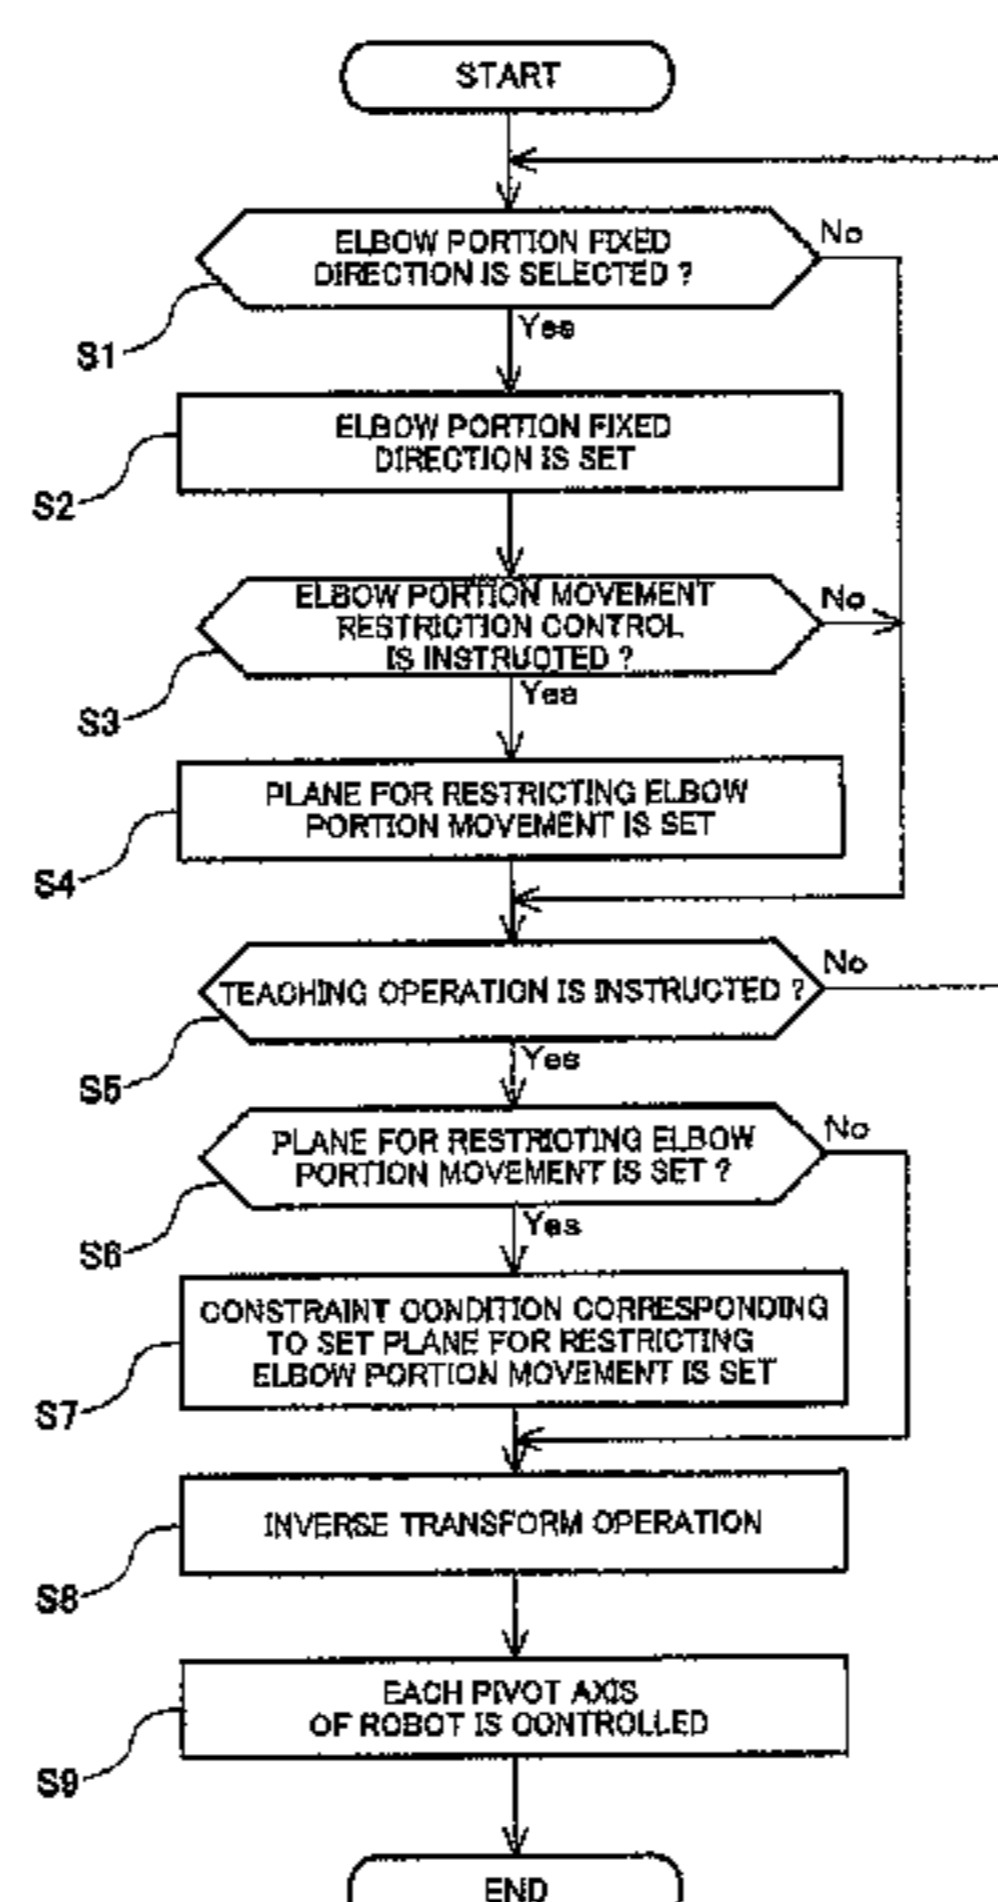 START
ELBOW PORTION FIXED
DIRECTION IS SELECTED ?
No
S1
Yes
ELBOW PORTION FIXED
DIRECTION IS SET
S2
ELBOW PORTION MOVEMENT
RESTRICTION CONTROL
IS INSTRUCTED ?
No
S3
Yes
PLANE FOR RESTRICTING ELBOW
PORTION MOVEMENT IS SET
S4
TEACHING OPERATION IS INSTRUCTED ?
No
S5
Yes
PLANE FOR RESTRICTING ELBOW
PORTION MOVEMENT IS SET ?
No
S6
Yes
CONSTRAINT CONDITION CORRESPONDING
TO SET PLANE FOR RESTRICTING
ELBOW PORTION MOVEMENT IS SET
S7
INVERSE TRANSFORM OPERATION
S8
EACH PIVOT AXIS
OF ROBOT IS CONTROLLED
S9
END